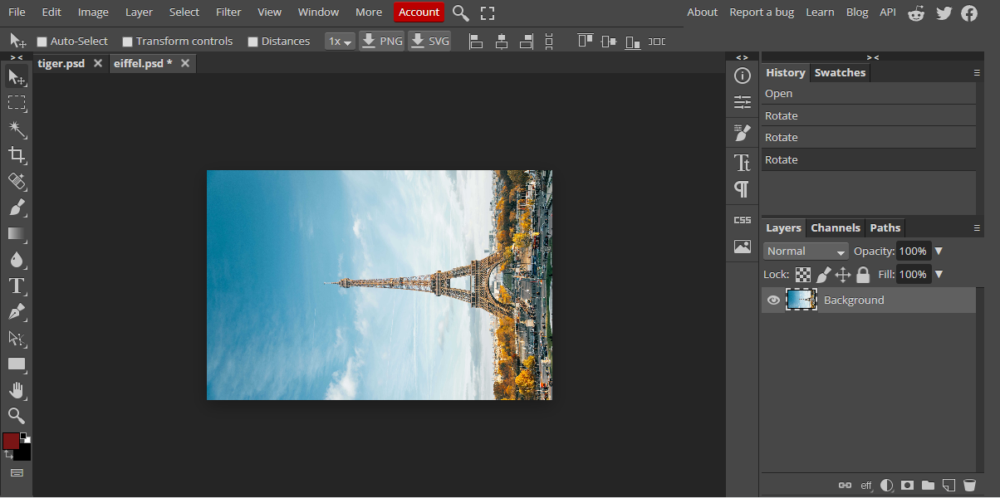 File Edit Image Layer Select Filter View Window More Account About Report a bug Learn Blog API
Auto-Select Transform controls Distances 1x PNG SVG
> < < > > <
tiger.psd eiffel.psd *
History Swatches
Open
Rotate
Rotate
Rotate
CSS
Layers Channels Paths
Normal Opacity: 100%
Lock: Fill: 100%
Background
eff